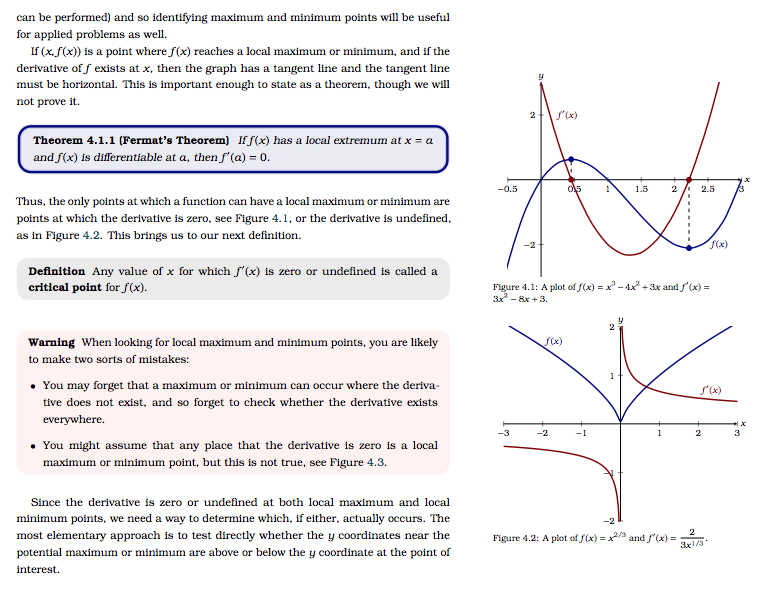 can be performed) and so identifying maximum and minimum points will be useful
for applied problems as well.
If (x, f(x)) is a point where f(x) reaches a local maximum or minimum, and if the
derivative of f exists at x, then the graph has a tangent line and the tangent line
must be horizontal. This is important enough to state as a theorem, though we will
not prove it.
Theorem 4.1.1 (Fermat's Theorem) If f(x) has a local extremum at x = a
and f(x) is differentiable at a, then f′(a) = 0.
Thus, the only points at which a function can have a local maximum or minimum are
points at which the derivative is zero, see Figure 4.1, or the derivative is undefined,
as in Figure 4.2. This brings us to our next definition.
Definition Any value of x for which f′(x) is zero or undefined is called a
critical point for f(x).
Warning When looking for local maximum and minimum points, you are likely
to make two sorts of mistakes:
• You may forget that a maximum or minimum can occur where the deriva-
tive does not exist, and so forget to check whether the derivative exists
everywhere.
• You might assume that any place that the derivative is zero is a local
maximum or minimum point, but this is not true, see Figure 4.3.
Since the derivative is zero or undefined at both local maximum and local
minimum points, we need a way to determine which, if either, actually occurs. The
most elementary approach is to test directly whether the y coordinates near the
potential maximum or minimum are above or below the y coordinate at the point of
interest.
y
2
f′(x)
−0.5 0.5 1 1.5 2 2.5 3 x
−2
f(x)
Figure 4.1: A plot of f(x) = x³ − 4x² + 3x and f′(x) =
3x² − 8x + 3.
y
2
f(x)
1
f′(x)
−3 −2 −1 1 2 3 x
−1
−2
Figure 4.2: A plot of f(x) = x^{2/3} and f′(x) = 2/(3x^{1/3}).